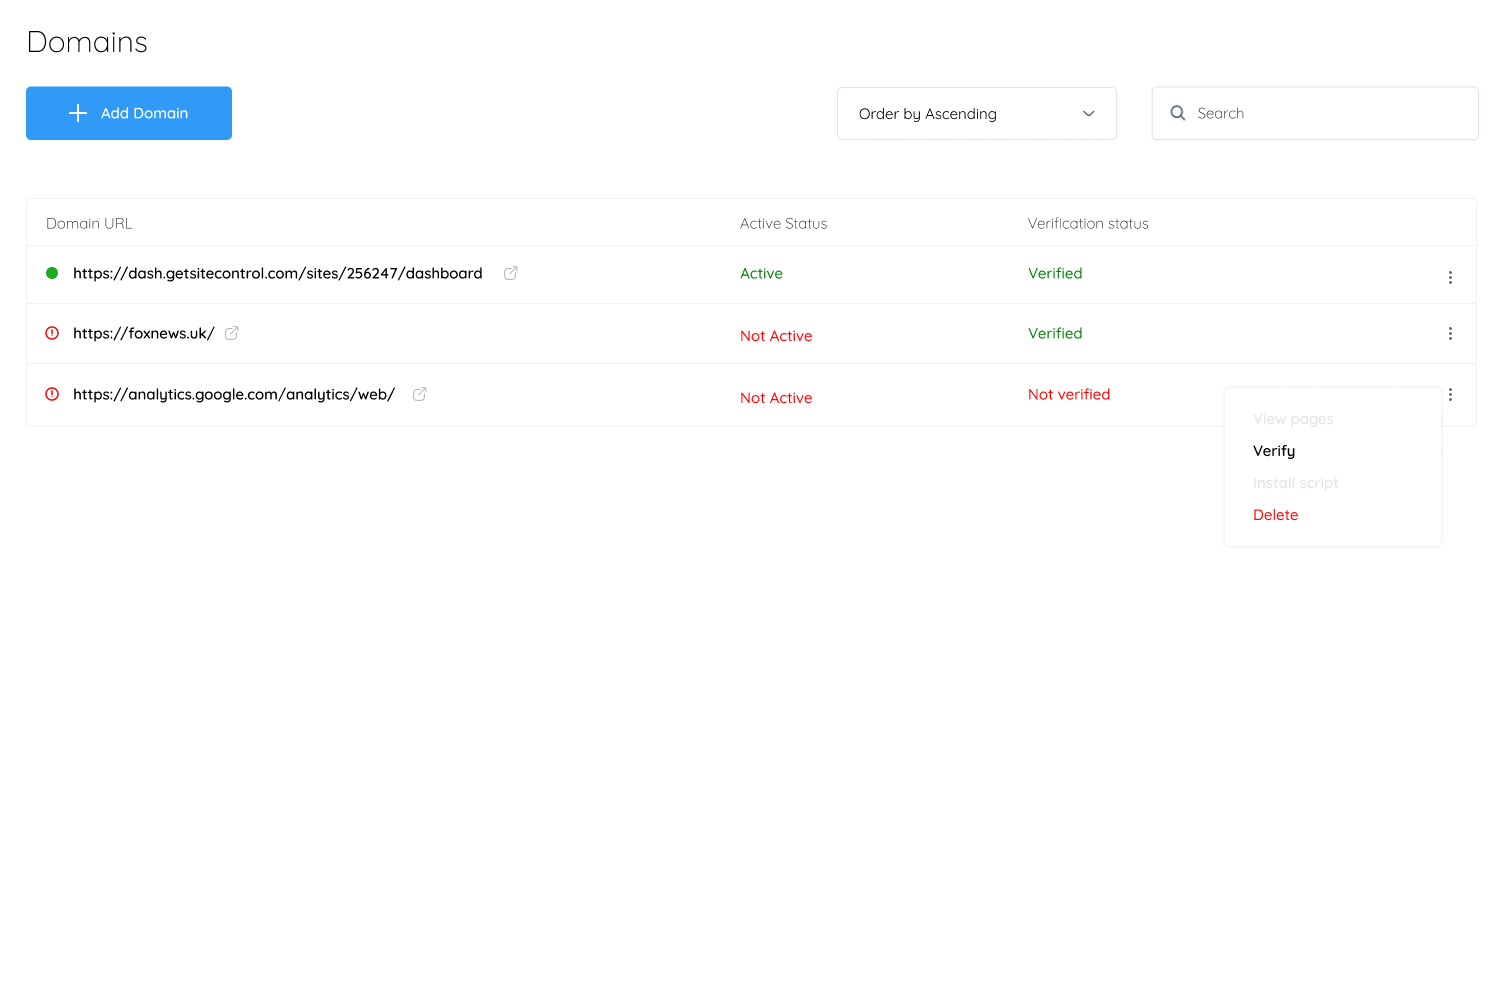 Domains
Add Domain
Order by Ascending
Search
Domain URL Active Status Verification status
https://dash.getsitecontrol.com/sites/256247/dashboard Active Verified
https://foxnews.uk/ Not Active Verified
https://analytics.google.com/analytics/web/ Not Active Not verified
View pages
Verify
Install script
Delete